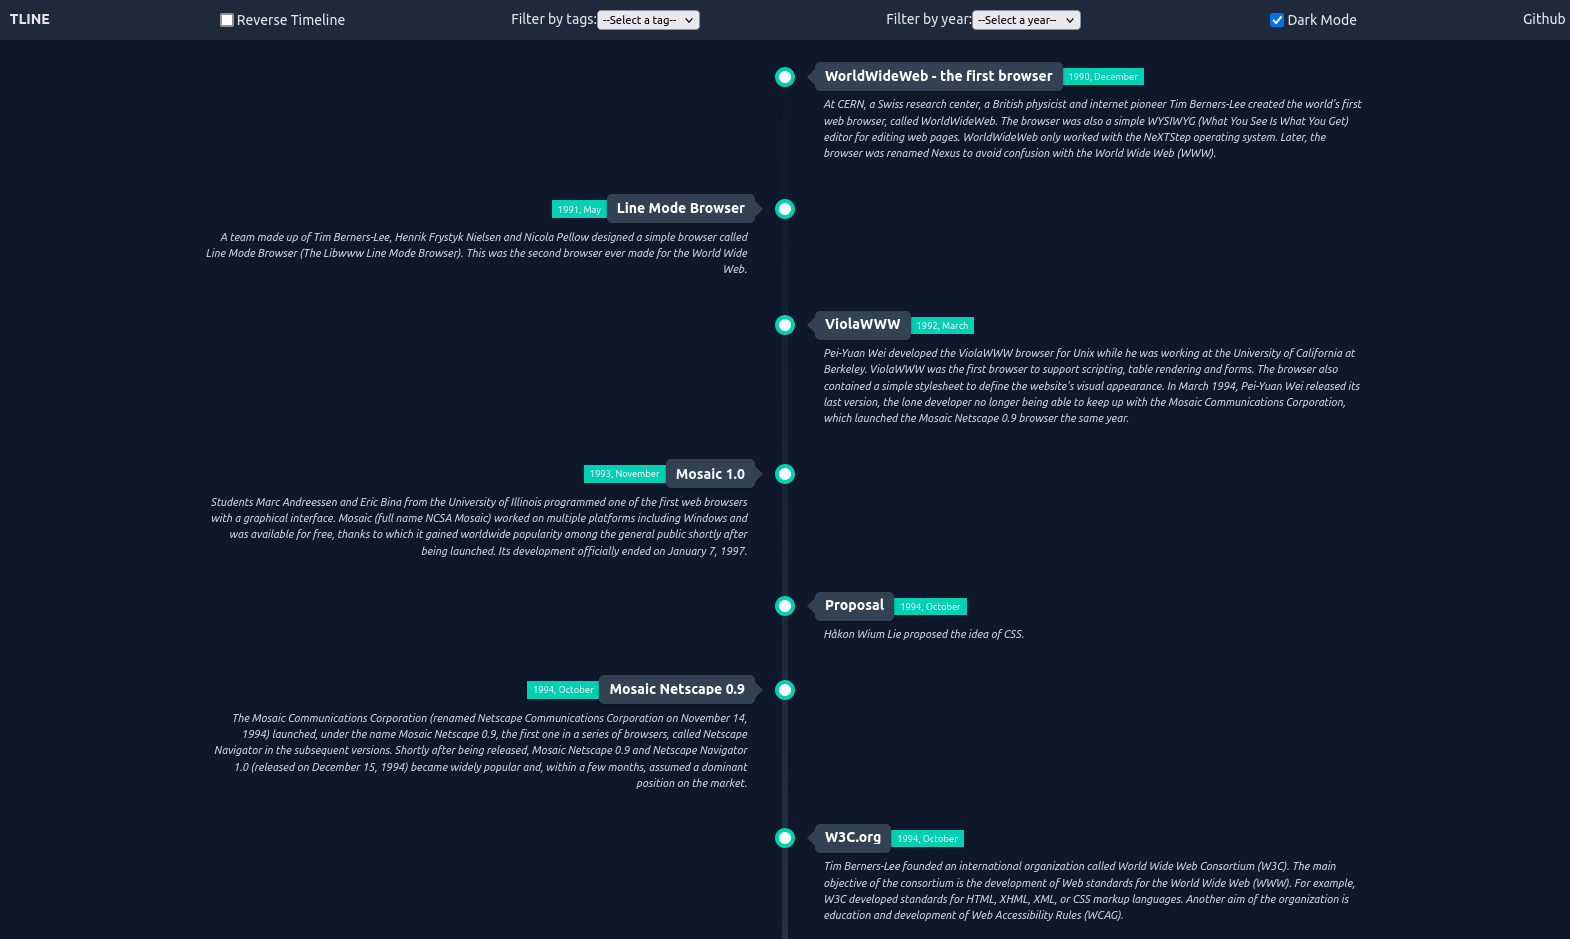 TLINE
Reverse Timeline
Filter by tags: --Select a tag--
Filter by year: --Select a year--
Dark Mode
Github
WorldWideWeb - the first browser
1990, December
At CERN, a Swiss research center, a British physicist and internet pioneer Tim Berners-Lee created the world's first
web browser, called WorldWideWeb. The browser was also a simple WYSIWYG (What You See Is What You Get)
editor for editing web pages. WorldWideWeb only worked with the NeXTStep operating system. Later, the
browser was renamed Nexus to avoid confusion with the World Wide Web (WWW).
1991, May
Line Mode Browser
A team made up of Tim Berners-Lee, Henrik Frystyk Nielsen and Nicola Pellow designed a simple browser called
Line Mode Browser (The Libwww Line Mode Browser). This was the second browser ever made for the World Wide
Web.
ViolaWWW
1992, March
Pei-Yuan Wei developed the ViolaWWW browser for Unix while he was working at the University of California at
Berkeley. ViolaWWW was the first browser to support scripting, table rendering and forms. The browser also
contained a simple stylesheet to define the website's visual appearance. In March 1994, Pei-Yuan Wei released its
last version, the lone developer no longer being able to keep up with the Mosaic Communications Corporation,
which launched the Mosaic Netscape 0.9 browser the same year.
1993, November
Mosaic 1.0
Students Marc Andreessen and Eric Bina from the University of Illinois programmed one of the first web browsers
with a graphical interface. Mosaic (full name NCSA Mosaic) worked on multiple platforms including Windows and
was available for free, thanks to which it gained worldwide popularity among the general public shortly after
being launched. Its development officially ended on January 7, 1997.
Proposal
1994, October
Håkon Wium Lie proposed the idea of CSS.
1994, October
Mosaic Netscape 0.9
The Mosaic Communications Corporation (renamed Netscape Communications Corporation on November 14,
1994) launched, under the name Mosaic Netscape 0.9, the first one in a series of browsers, called Netscape
Navigator in the subsequent versions. Shortly after being released, Mosaic Netscape 0.9 and Netscape Navigator
1.0 (released on December 15, 1994) became widely popular and, within a few months, assumed a dominant
position on the market.
W3C.org
1994, October
Tim Berners-Lee founded an international organization called World Wide Web Consortium (W3C). The main
objective of the consortium is the development of Web standards for the World Wide Web (WWW). For example,
W3C developed standards for HTML, XHML, XML, or CSS markup languages. Another aim of the organization is
education and development of Web Accessibility Rules (WCAG).